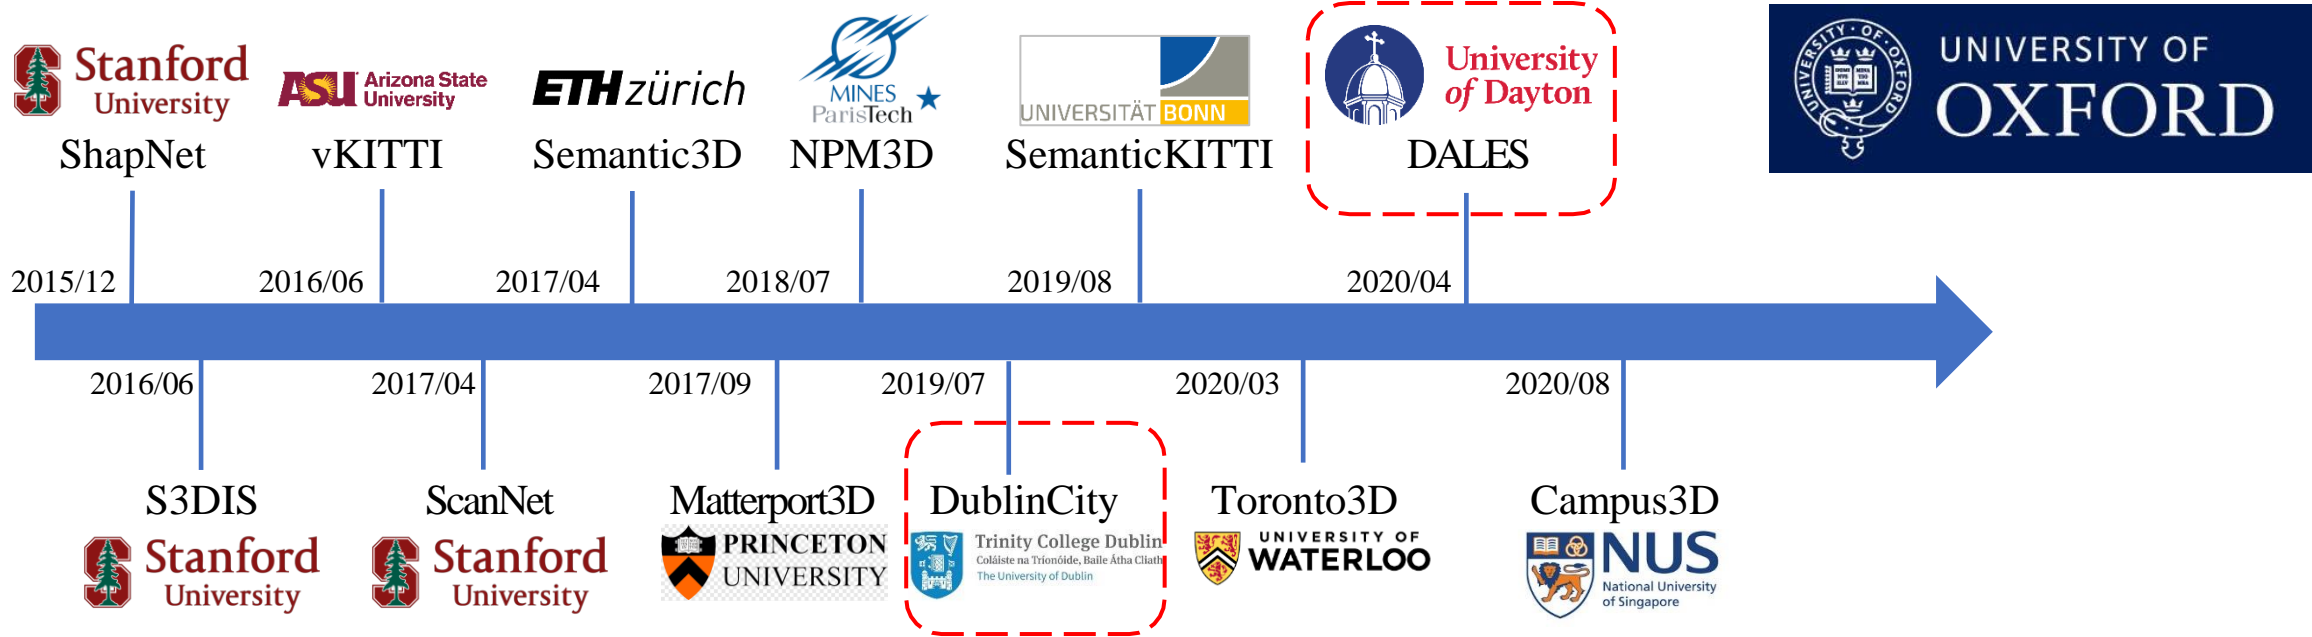 Stanford
University
ShapNet
ASU Arizona State
University
vKITTI
ETH zürich
Semantic3D
MINES
ParisTech
NPM3D
UNIVERSITÄT BONN
SemanticKITTI
University
of Dayton
DALES
UNIVERSITY OF OXFORD
UNIVERSITY OF
OXFORD
2015/12
2016/06
2017/04
2018/07
2019/08
2020/04
2016/06
2017/04
2017/09
2019/07
2020/03
2020/08
S3DIS
Stanford
University
ScanNet
Stanford
University
Matterport3D
PRINCETON
UNIVERSITY
DublinCity
Trinity College Dublin
Coláiste na Tríonóide, Baile Átha Cliath
The University of Dublin
Toronto3D
UNIVERSITY OF
WATERLOO
Campus3D
NUS
National University
of Singapore